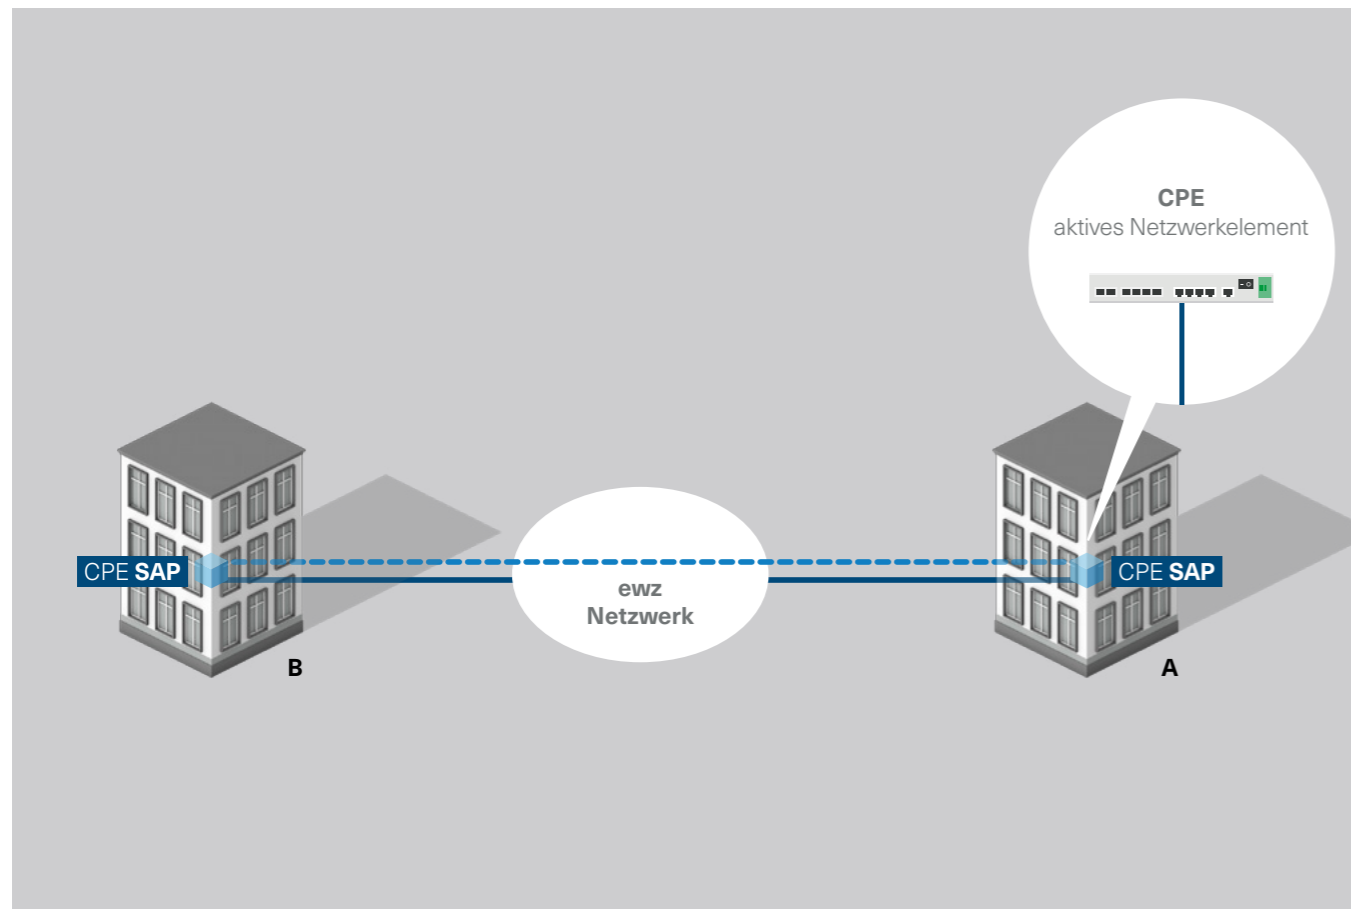 CPE
aktives Netzwerkelement
CPE SAP
ewz
Netzwerk
CPE SAP
B
A